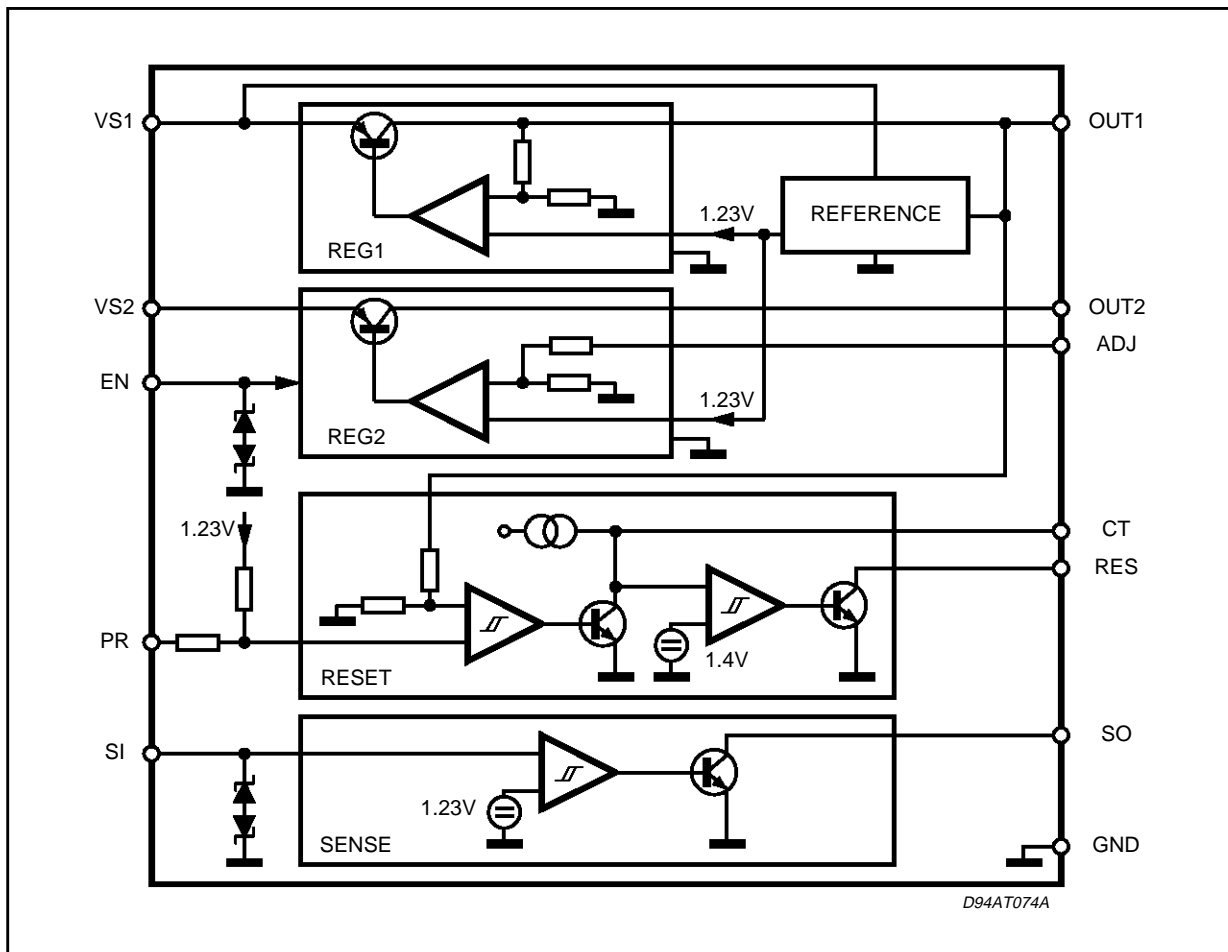 VS1
OUT1
1.23V
REFERENCE
REG1
VS2
OUT2
ADJ
EN
1.23V
REG2
1.23V
CT
RES
PR
1.4V
RESET
SI
SO
1.23V
SENSE
GND
D94AT074A